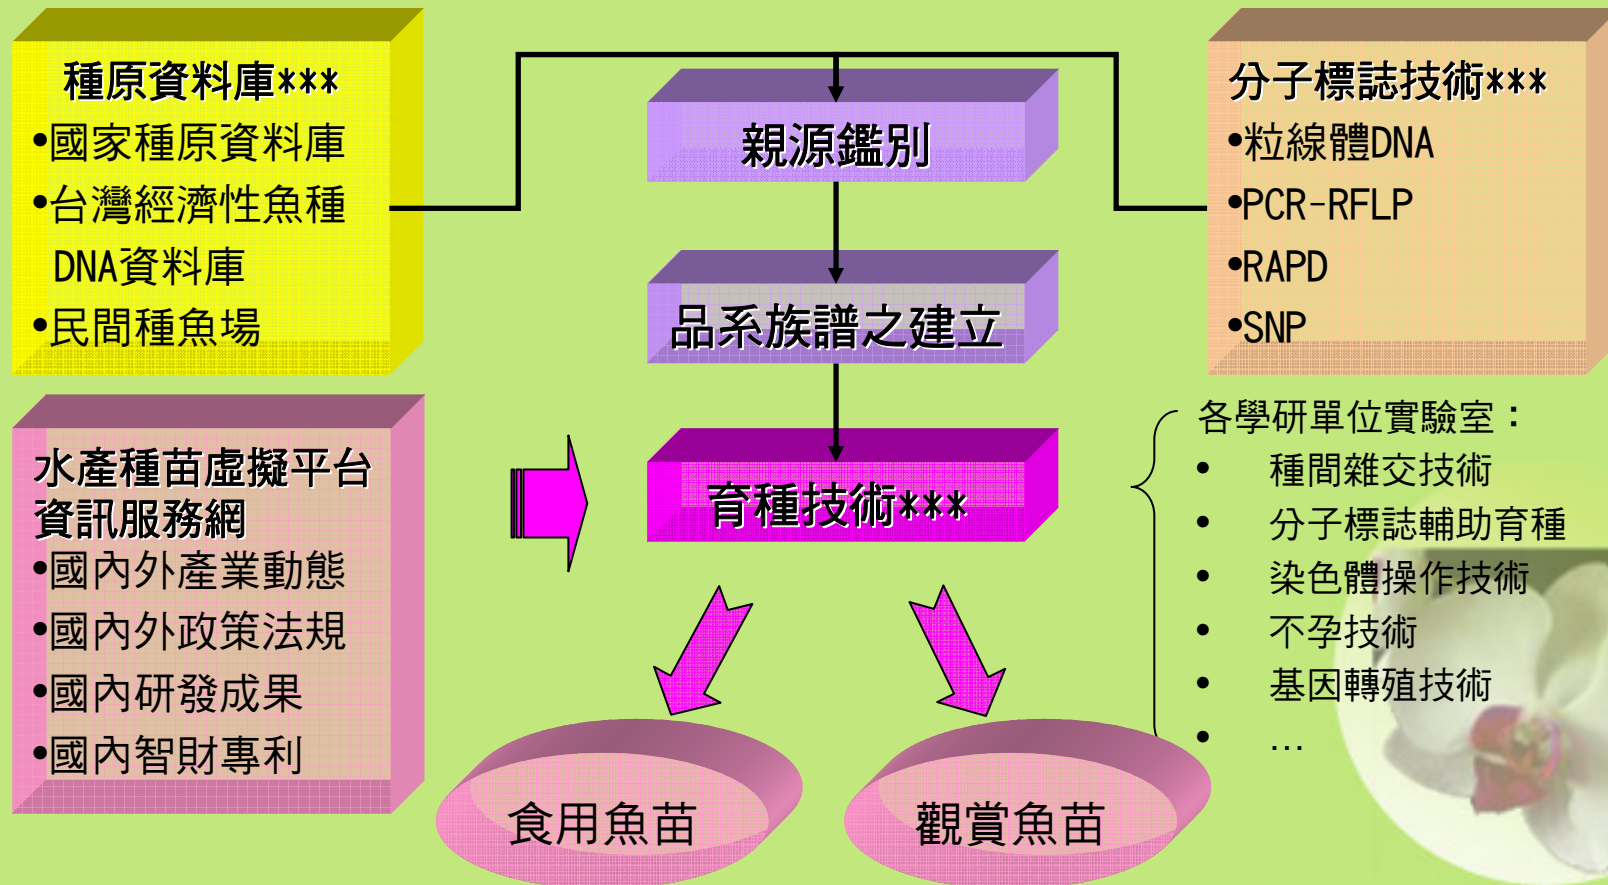 種原資料庫***
•國家種原資料庫
•台灣經濟性魚種
DNA資料庫
•民間種魚場
水產種苗虛擬平台
資訊服務網
•國內外產業動態
•國內外政策法規
•國內研發成果
•國內智財專利
親源鑑別
品系族譜之建立
育種技術***
食用魚苗
觀賞魚苗
分子標誌技術***
•粒線體DNA
•PCR-RFLP
•RAPD
•SNP
各學研單位實驗室：
• 種間雜交技術
• 分子標誌輔助育種
• 染色體操作技術
• 不孕技術
• 基因轉殖技術
• …